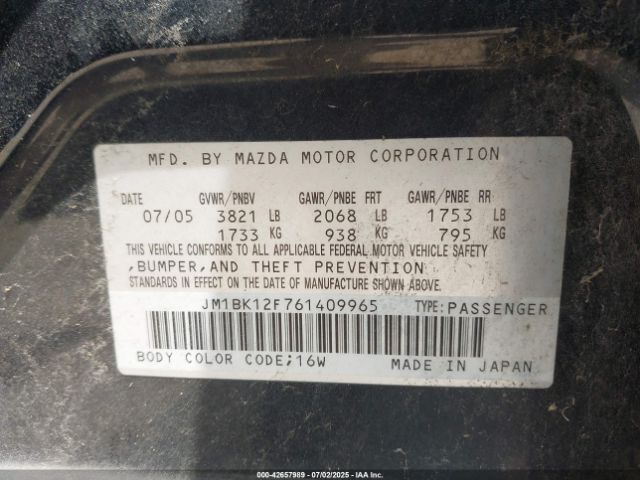 MFD. BY MAZDA MOTOR CORPORATION
DATE GVWR/PNBV GAWR/PNBE FRT GAWR/PNBE RR
07/05 3821 LB 2068 LB 1753 LB
1733 KG 938 KG 795 KG
THIS VEHICLE CONFORMS TO ALL APPLICABLE FEDERAL MOTOR VEHICLE SAFETY
,BUMPER,AND THEFT PREVENTION
STANDARDS IN EFFECT ON THE DATE OF MANUFACTURE SHOWN ABOVE.
JM1BK12F761409965 TYPE:PASSENGER
BODY COLOR CODE;16W MADE IN JAPAN
000-42657989 | 07/02/2025 | IAAI.COM